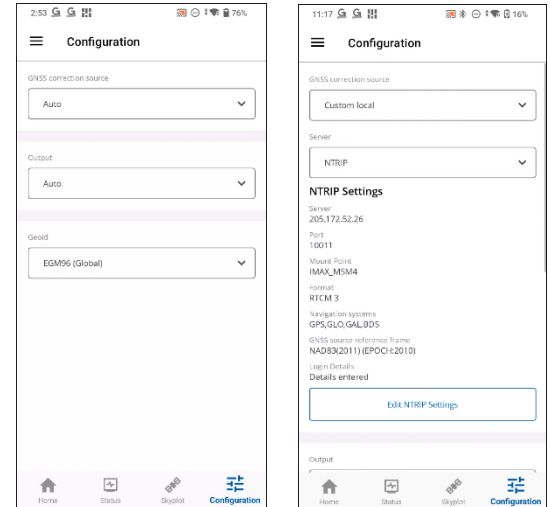 2:53 G G 76%
Configuration
GNSS correction source
Auto
Output
Auto
Geoid
EGM96 (Global)
Home Status Skyplot Configuration
11:17 G G 16%
Configuration
GNSS correction source
Custom local
Server
NTRIP
NTRIP Settings
Server
205.172.52.26
Port
10011
Mount Point
IMAX_MSM4
Format
RTCM 3
Navigation systems
GPS,GLO,GAL,BDS
GNSS source reference frame
NAD83(2011) (EPOCH:2010)
Login Details
Details entered
Edit NTRIP Settings
Output
Home Status Skyplot Configuration